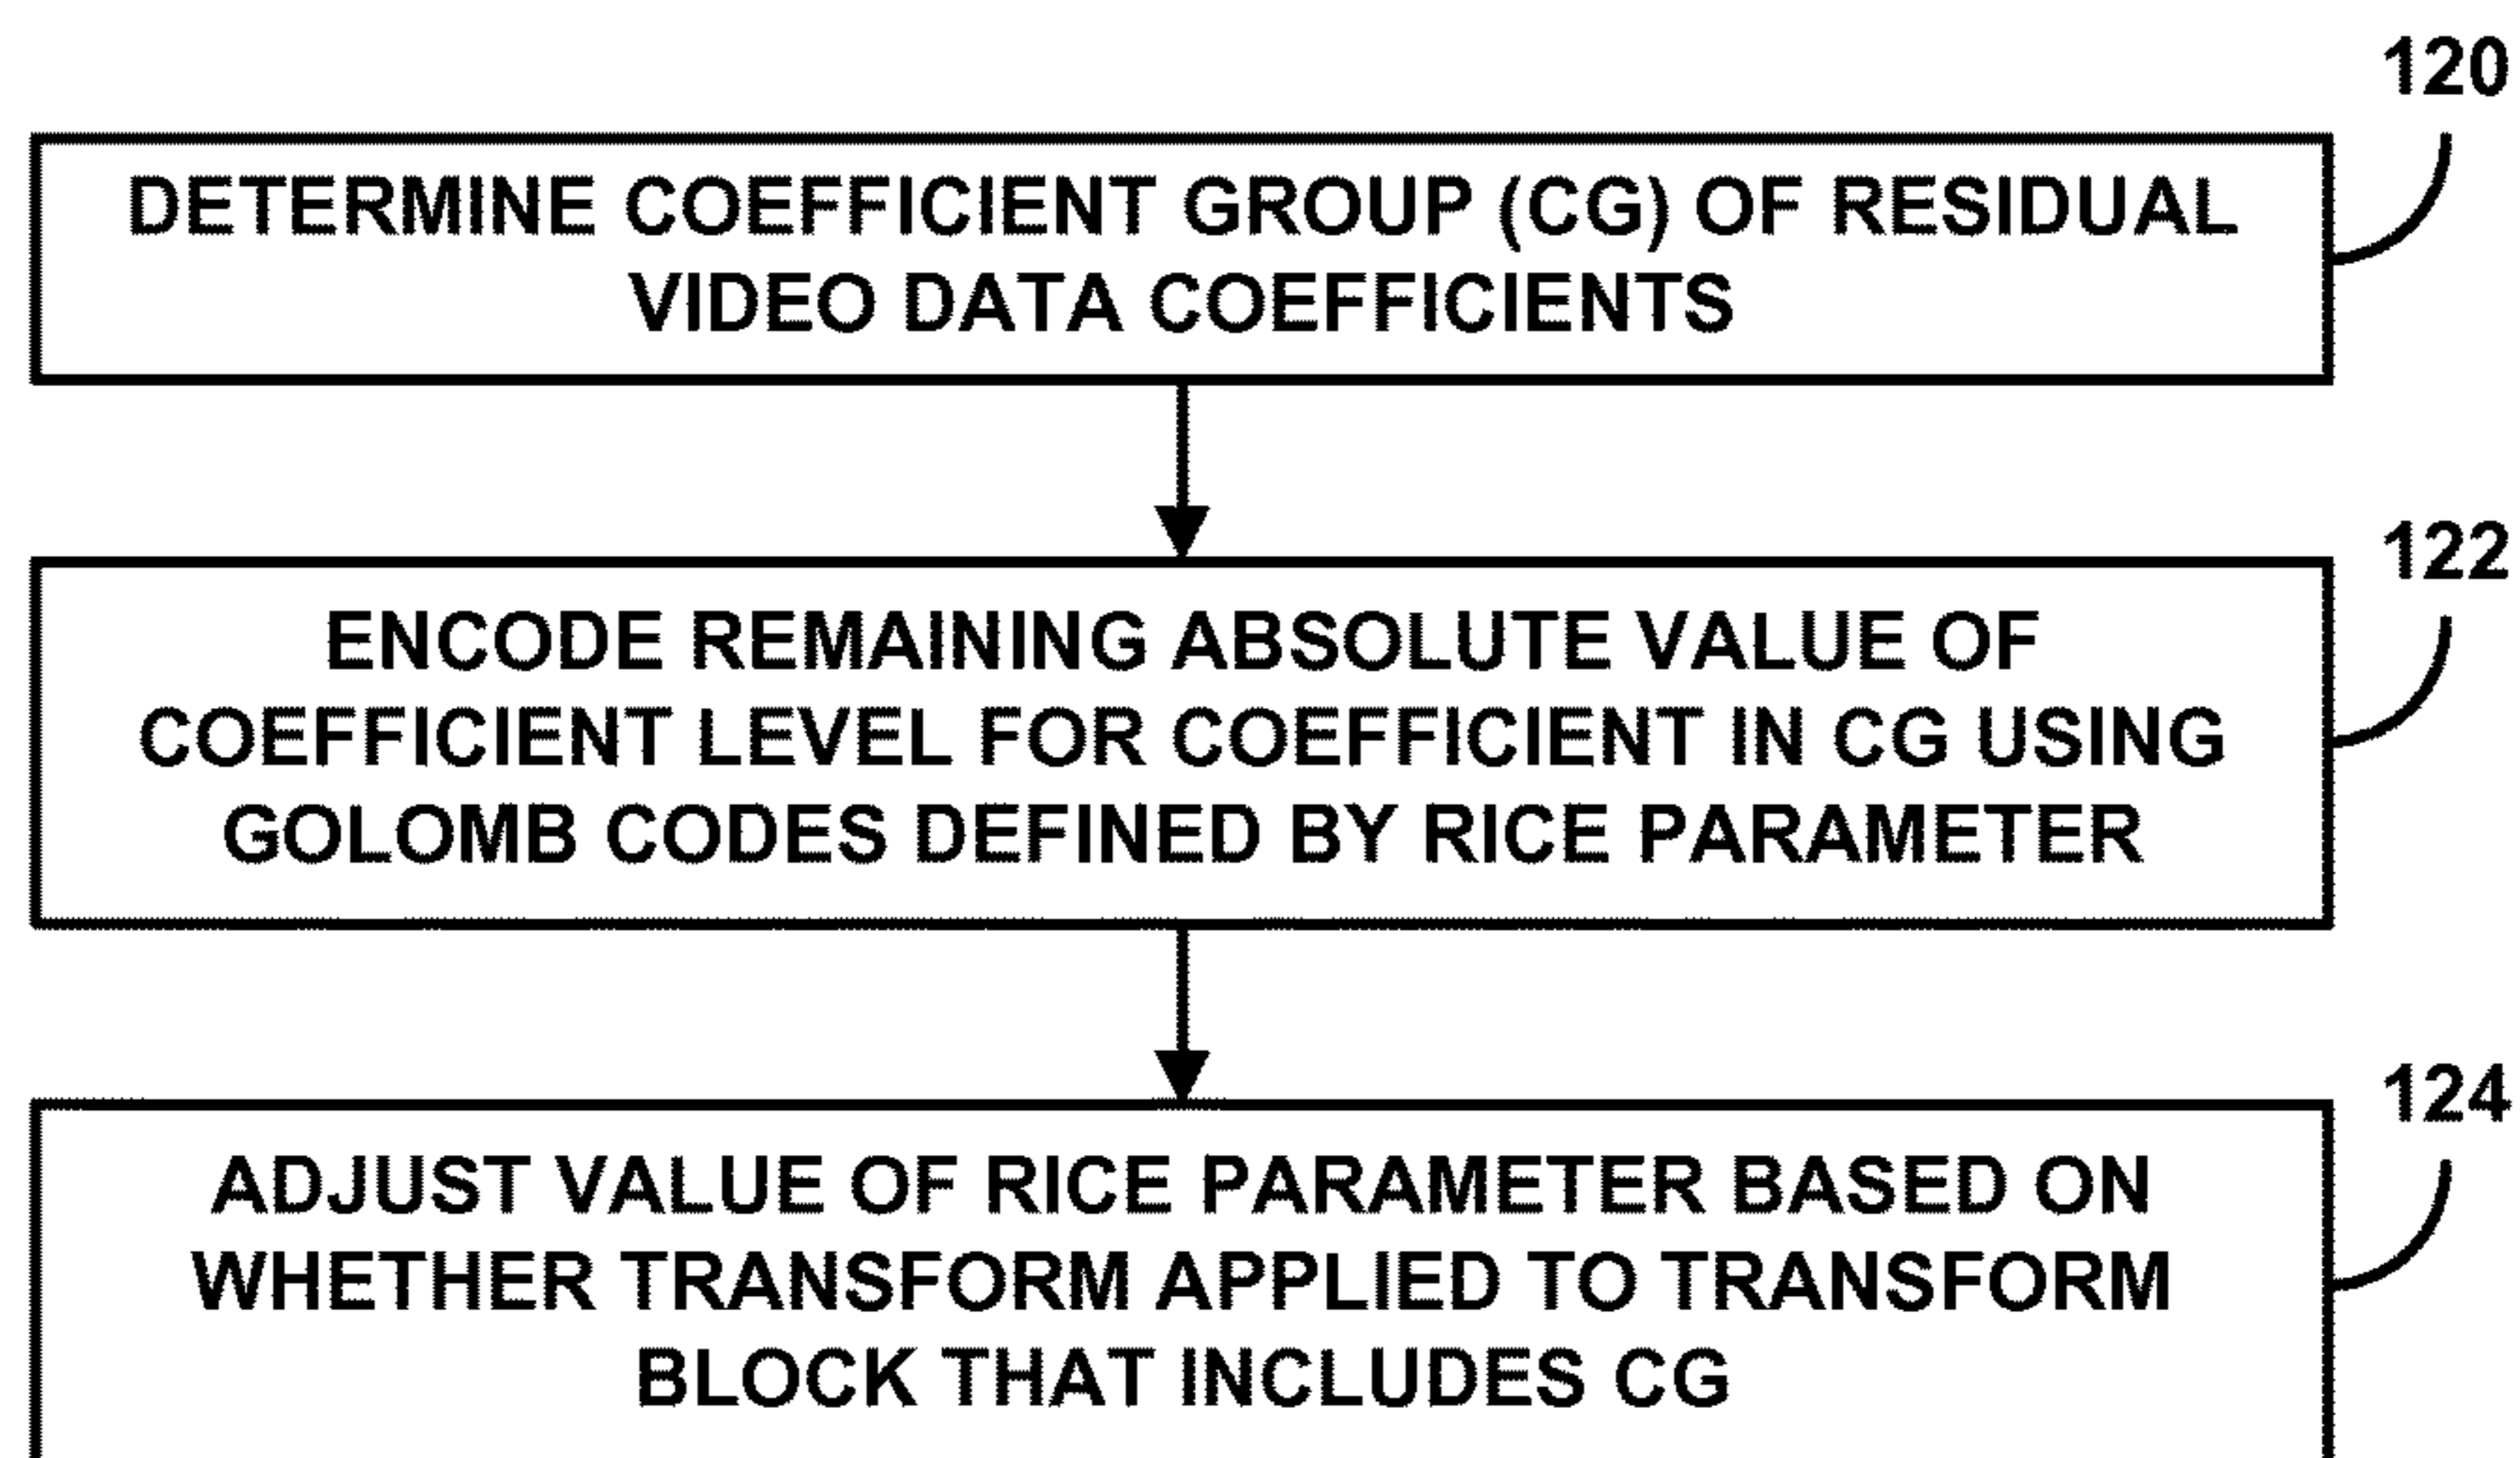 120
DETERMINE COEFFICIENT GROUP (CG) OF RESIDUAL
VIDEO DATA COEFFICIENTS
122
ENCODE REMAINING ABSOLUTE VALUE OF
COEFFICIENT LEVEL FOR COEFFICIENT IN CG USING
GOLOMB CODES DEFINED BY RICE PARAMETER
124
ADJUST VALUE OF RICE PARAMETER BASED ON
WHETHER TRANSFORM APPLIED TO TRANSFORM
BLOCK THAT INCLUDES CG